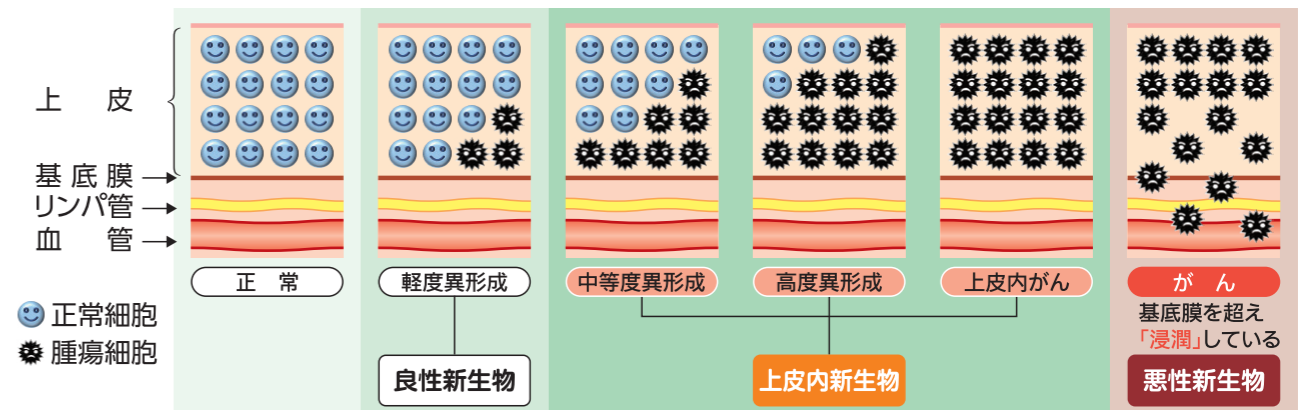 上　皮
基底膜
リンパ管
血　管
正常細胞
腫瘍細胞
正　常
軽度異形成
中等度異形成
高度異形成
上皮内がん
が　ん
基底膜を超え
「浸潤」している
良性新生物
上皮内新生物
悪性新生物